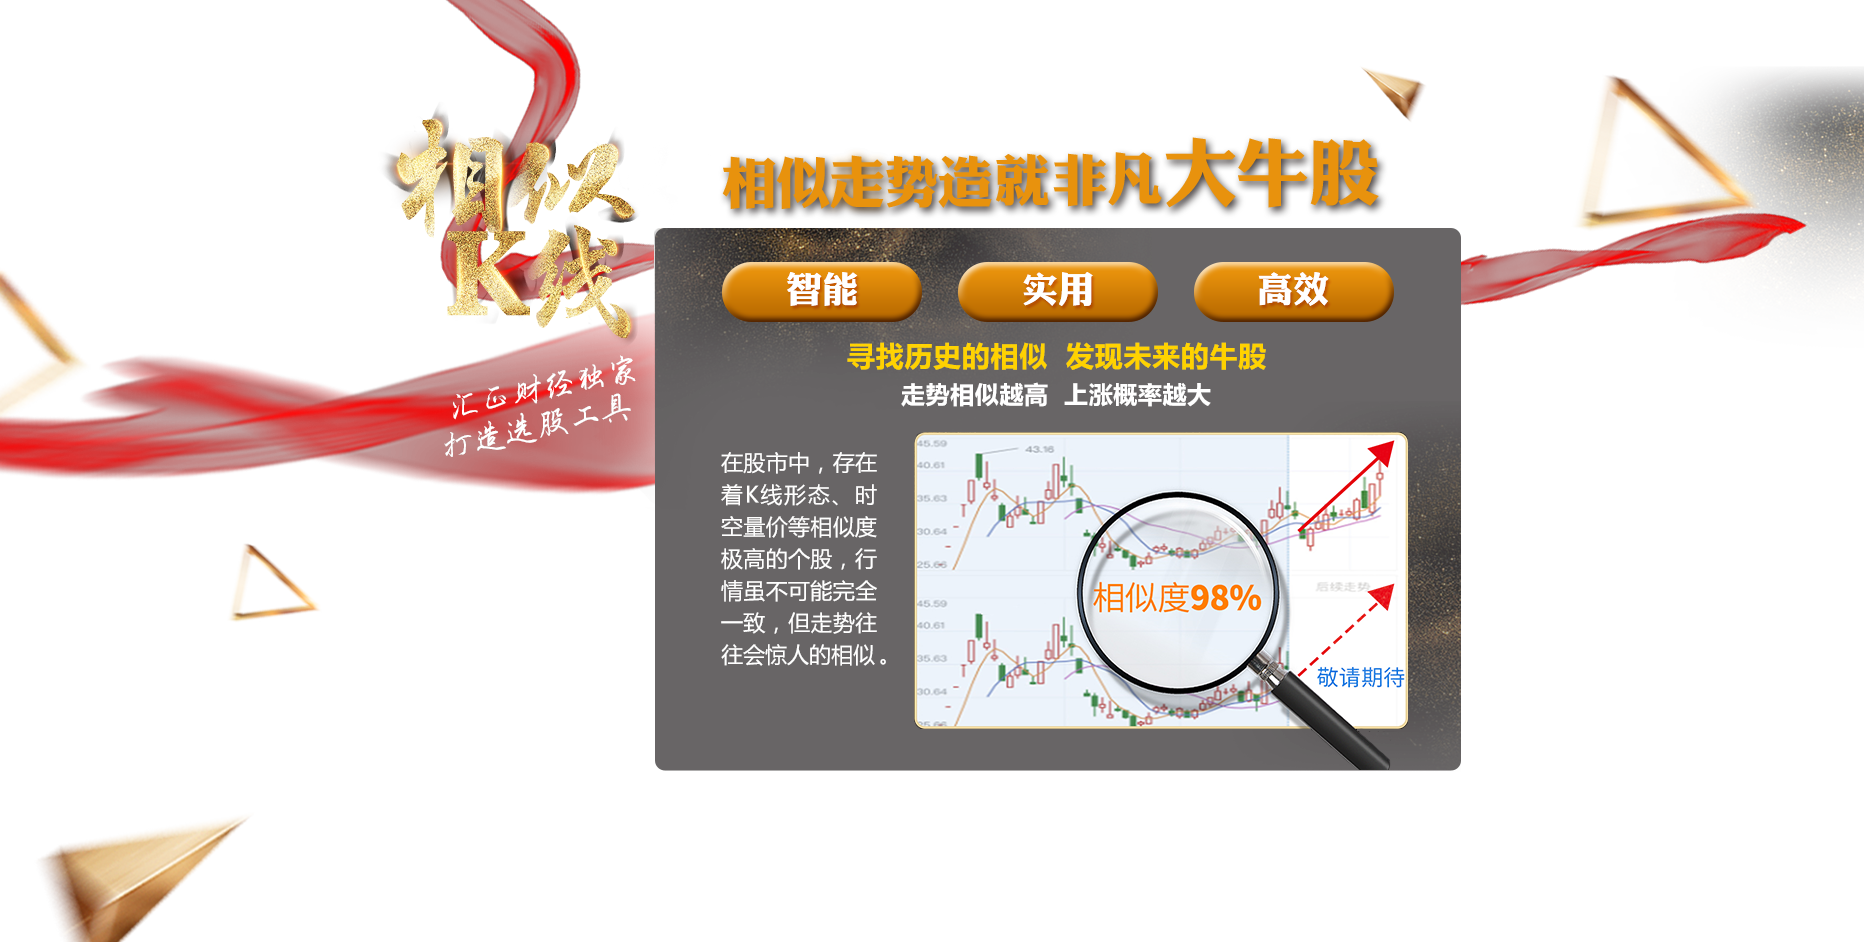 相似
K线
汇正财经独家
打造选股工具
相似走势造就非凡大牛股
智能
实用
高效
寻找历史的相似 发现未来的牛股
走势相似越高 上涨概率越大
在股市中，存在
着K线形态、时
空量价等相似度
极高的个股，行
情虽不可能完全
一致，但走势往
往会惊人的相似。
45.59
43.16
40.61
35.63
30.64
25.66
相似度98%
后续走势
45.59
40.61
35.63
30.64
25.66
敬请期待